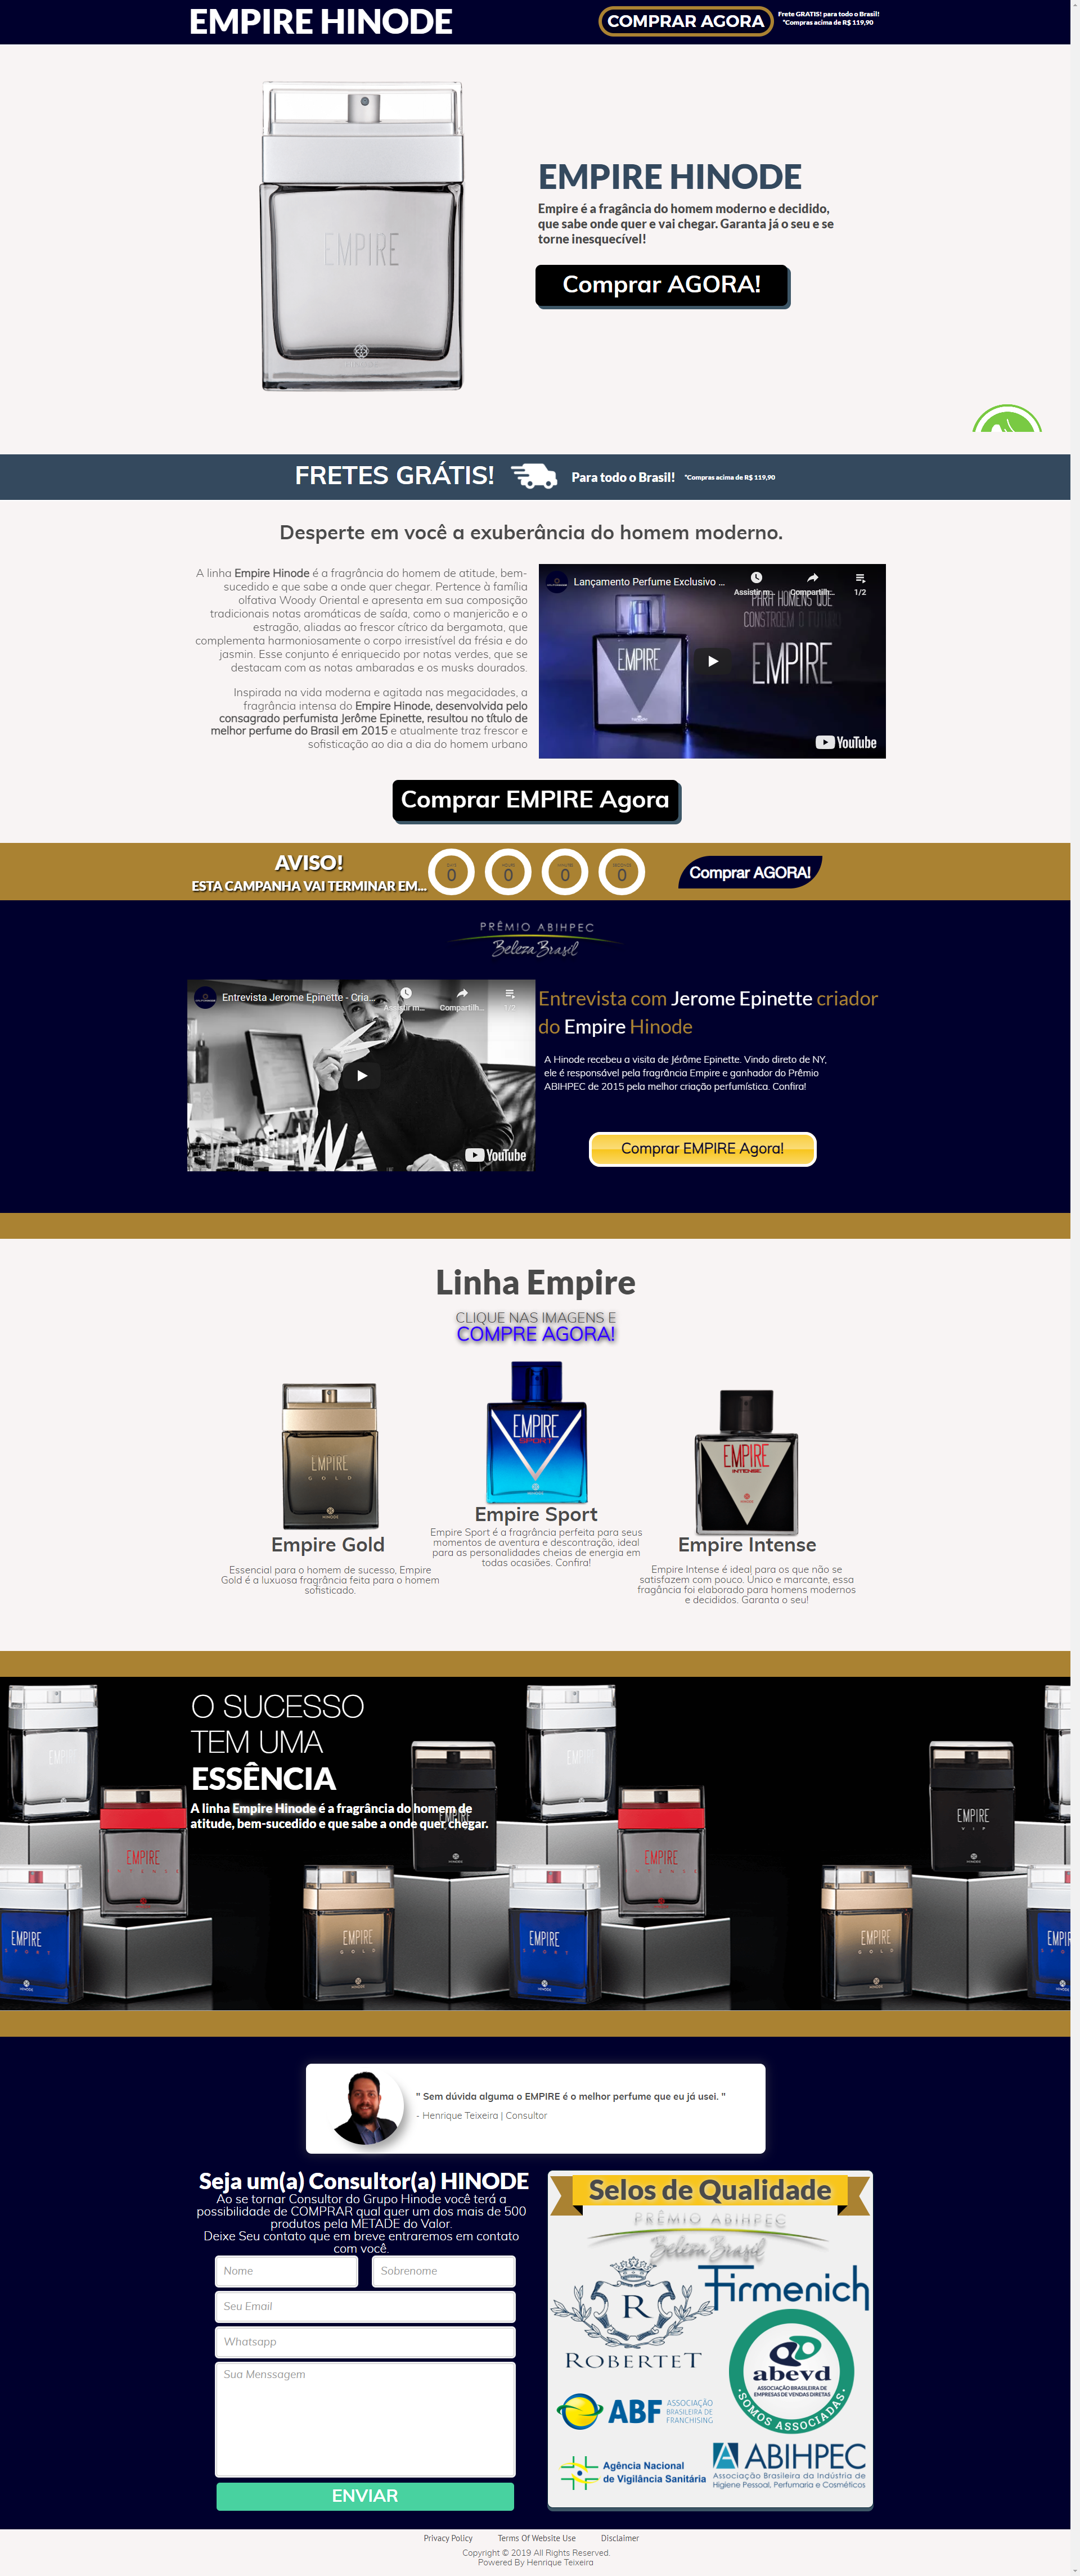 EMPIRE HINODE
COMPRAR AGORA
Frete GRATIS! para todo o Brasil!
*Compras acima de R$ 119,90
EMPIRE
EMPIRE HINODE
Empire é a fragância do homem moderno e decidido,
que sabe onde quer e vai chegar. Garanta já o seu e se
torne inesquecível!
Comprar AGORA!
FRETES GRÁTIS!
Para todo o Brasil!
*Compras acima de R$ 119,90
Desperte em você a exuberância do homem moderno.
A linha Empire Hinode é a fragrância do homem de atitude, bem-
sucedido e que sabe a onde quer chegar. Pertence à família
olfativa Woody Oriental e apresenta em sua composição
tradicionais notas aromáticas de saída, como o manjericão e o
estragão, aliadas ao frescor cítrico da bergamota, que
complementa harmoniosamente o corpo irresistível da frésia e do
jasmin. Esse conjunto é enriquecido por notas verdes, que se
destacam com as notas ambaradas e os musks dourados.
Inspirada na vida moderna e agitada nas megacidades, a
fragrância intensa do Empire Hinode, desenvolvida pelo
consagrado perfumista Jerôme Epinette, resultou no título de
melhor perfume do Brasil em 2015 e atualmente traz frescor e
sofisticação ao dia a dia do homem urbano
Lançamento Perfume Exclusivo ...
Assistir m...
Compartilh...
1/2
PARA HOMENS QUE
CONSTROEM O FUTURO
EMPIRE
EMPIRE
YouTube
Comprar EMPIRE Agora
AVISO!
ESTA CAMPANHA VAI TERMINAR EM...
0
0
0
0
Comprar AGORA!
PRÊMIO ABIHPEC
Beleza Brasil
Entrevista Jerome Epinette - Cria...
Assistir m...
Compartilh...
1/2
YouTube
Entrevista com Jerome Epinette criador
do Empire Hinode
A Hinode recebeu a visita de Jérôme Epinette. Vindo direto de NY,
ele é responsável pela fragrância Empire e ganhador do Prêmio
ABIHPEC de 2015 pela melhor criação perfumística. Confira!
Comprar EMPIRE Agora!
Linha Empire
CLIQUE NAS IMAGENS E
COMPRE AGORA!
EMPIRE
GOLD
HINODE
EMPIRE
SPORT
EMPIRE
INTENSE
Empire Gold
Essencial para o homem de sucesso, Empire
Gold é a luxuosa fragrância feita para o homem
sofisticado.
Empire Sport
Empire Sport é a fragrância perfeita para seus
momentos de aventura e descontração, ideal
para as personalidades cheias de energia em
todas ocasiões. Confira!
Empire Intense
Empire Intense é ideal para os que não se
satisfazem com pouco. Único e marcante, essa
fragância foi elaborado para homens modernos
e decididos. Garanta o seu!
O SUCESSO
TEM UMA
ESSÊNCIA
A linha Empire Hinode é a fragrância do homem de
atitude, bem-sucedido e que sabe a onde quer chegar.
EMPIRE
INTENSE
EMPIRE
VIP
EMPIRE
SPORT
EMPIRE
GOLD
" Sem dúvida alguma o EMPIRE é o melhor perfume que eu já usei. "
- Henrique Teixeira | Consultor
Seja um(a) Consultor(a) HINODE
Ao se tornar Consultor do Grupo Hinode você terá a
possibilidade de COMPRAR qual quer um dos mais de 500
produtos pela METADE do Valor.
Deixe Seu contato que em breve entraremos em contato
com você.
Nome
Sobrenome
Seu Email
Whatsapp
Sua Menssagem
ENVIAR
Selos de Qualidade
PRÊMIO ABIHPEC
Beleza Brasil
R
ROBERTET
Firmenich
abevd
ASSOCIAÇÃO BRASILEIRA DE
EMPRESAS DE VENDAS DIRETAS
SOMOS ASSOCIADAS
ABF
ASSOCIAÇÃO
BRASILEIRA DE
FRANCHISING
Agência Nacional
de Vigilância Sanitária
ABIHPEC
Associação Brasileira da Indústria de
Higiene Pessoal, Perfumaria e Cosméticos
Privacy Policy
Terms Of Website Use
Disclaimer
Copyright © 2019 All Rights Reserved.
Powered By Henrique Teixeira